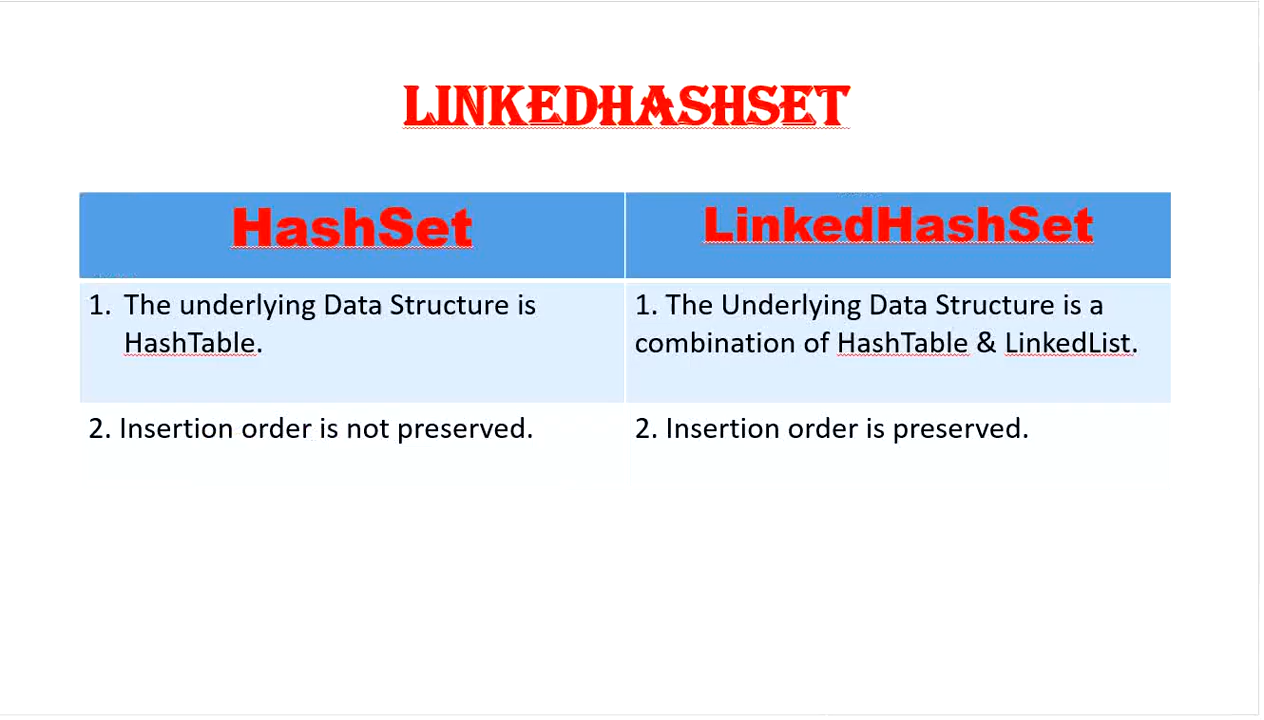 LINKEDHASHSET
HashSet
LinkedHashSet
1. The underlying Data Structure is
HashTable.
1. The Underlying Data Structure is a
combination of HashTable & LinkedList.
2. Insertion order is not preserved.
2. Insertion order is preserved.